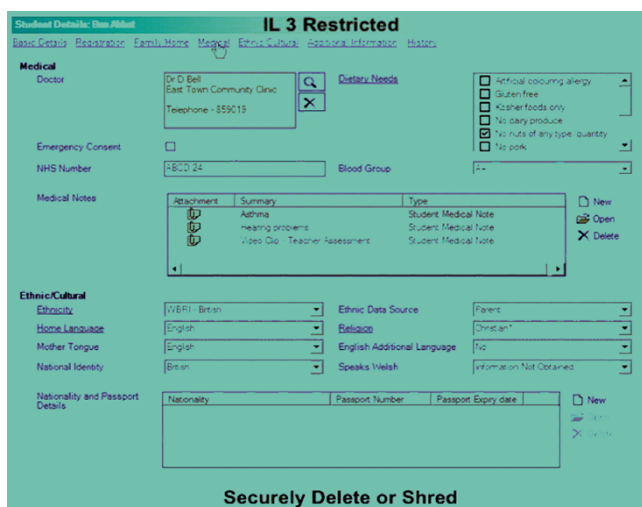 Student Details: Ben Abbot
IL 3 Restricted
Basic Details Registration Family/Home Medical Ethnic/Cultural Additional Information History
Medical
Doctor
Dr D Bell
East Town Community Clinic
Telephone - 859019
Dietary Needs
Artificial colouring allergy
Gluten free
Kosher foods only
No dairy produce
No nuts of any type/quantity
No pork
Emergency Consent
NHS Number
ABCD 24
Blood Group
A+
Medical Notes
Attachment Summary Type
Asthma Student Medical Note
Hearing problems Student Medical Note
Video Clip - Teacher Assessment Student Medical Note
New
Open
Delete
Ethnic/Cultural
Ethnicity WBRI - British Ethnic Data Source Parent
Home Language English Religion Christian*
Mother Tongue English English Additional Language No
National Identity British Speaks Welsh Information Not Obtained
Nationality and Passport
Details
Nationality Passport Number Passport Expiry date
New
Open
Delete
Securely Delete or Shred